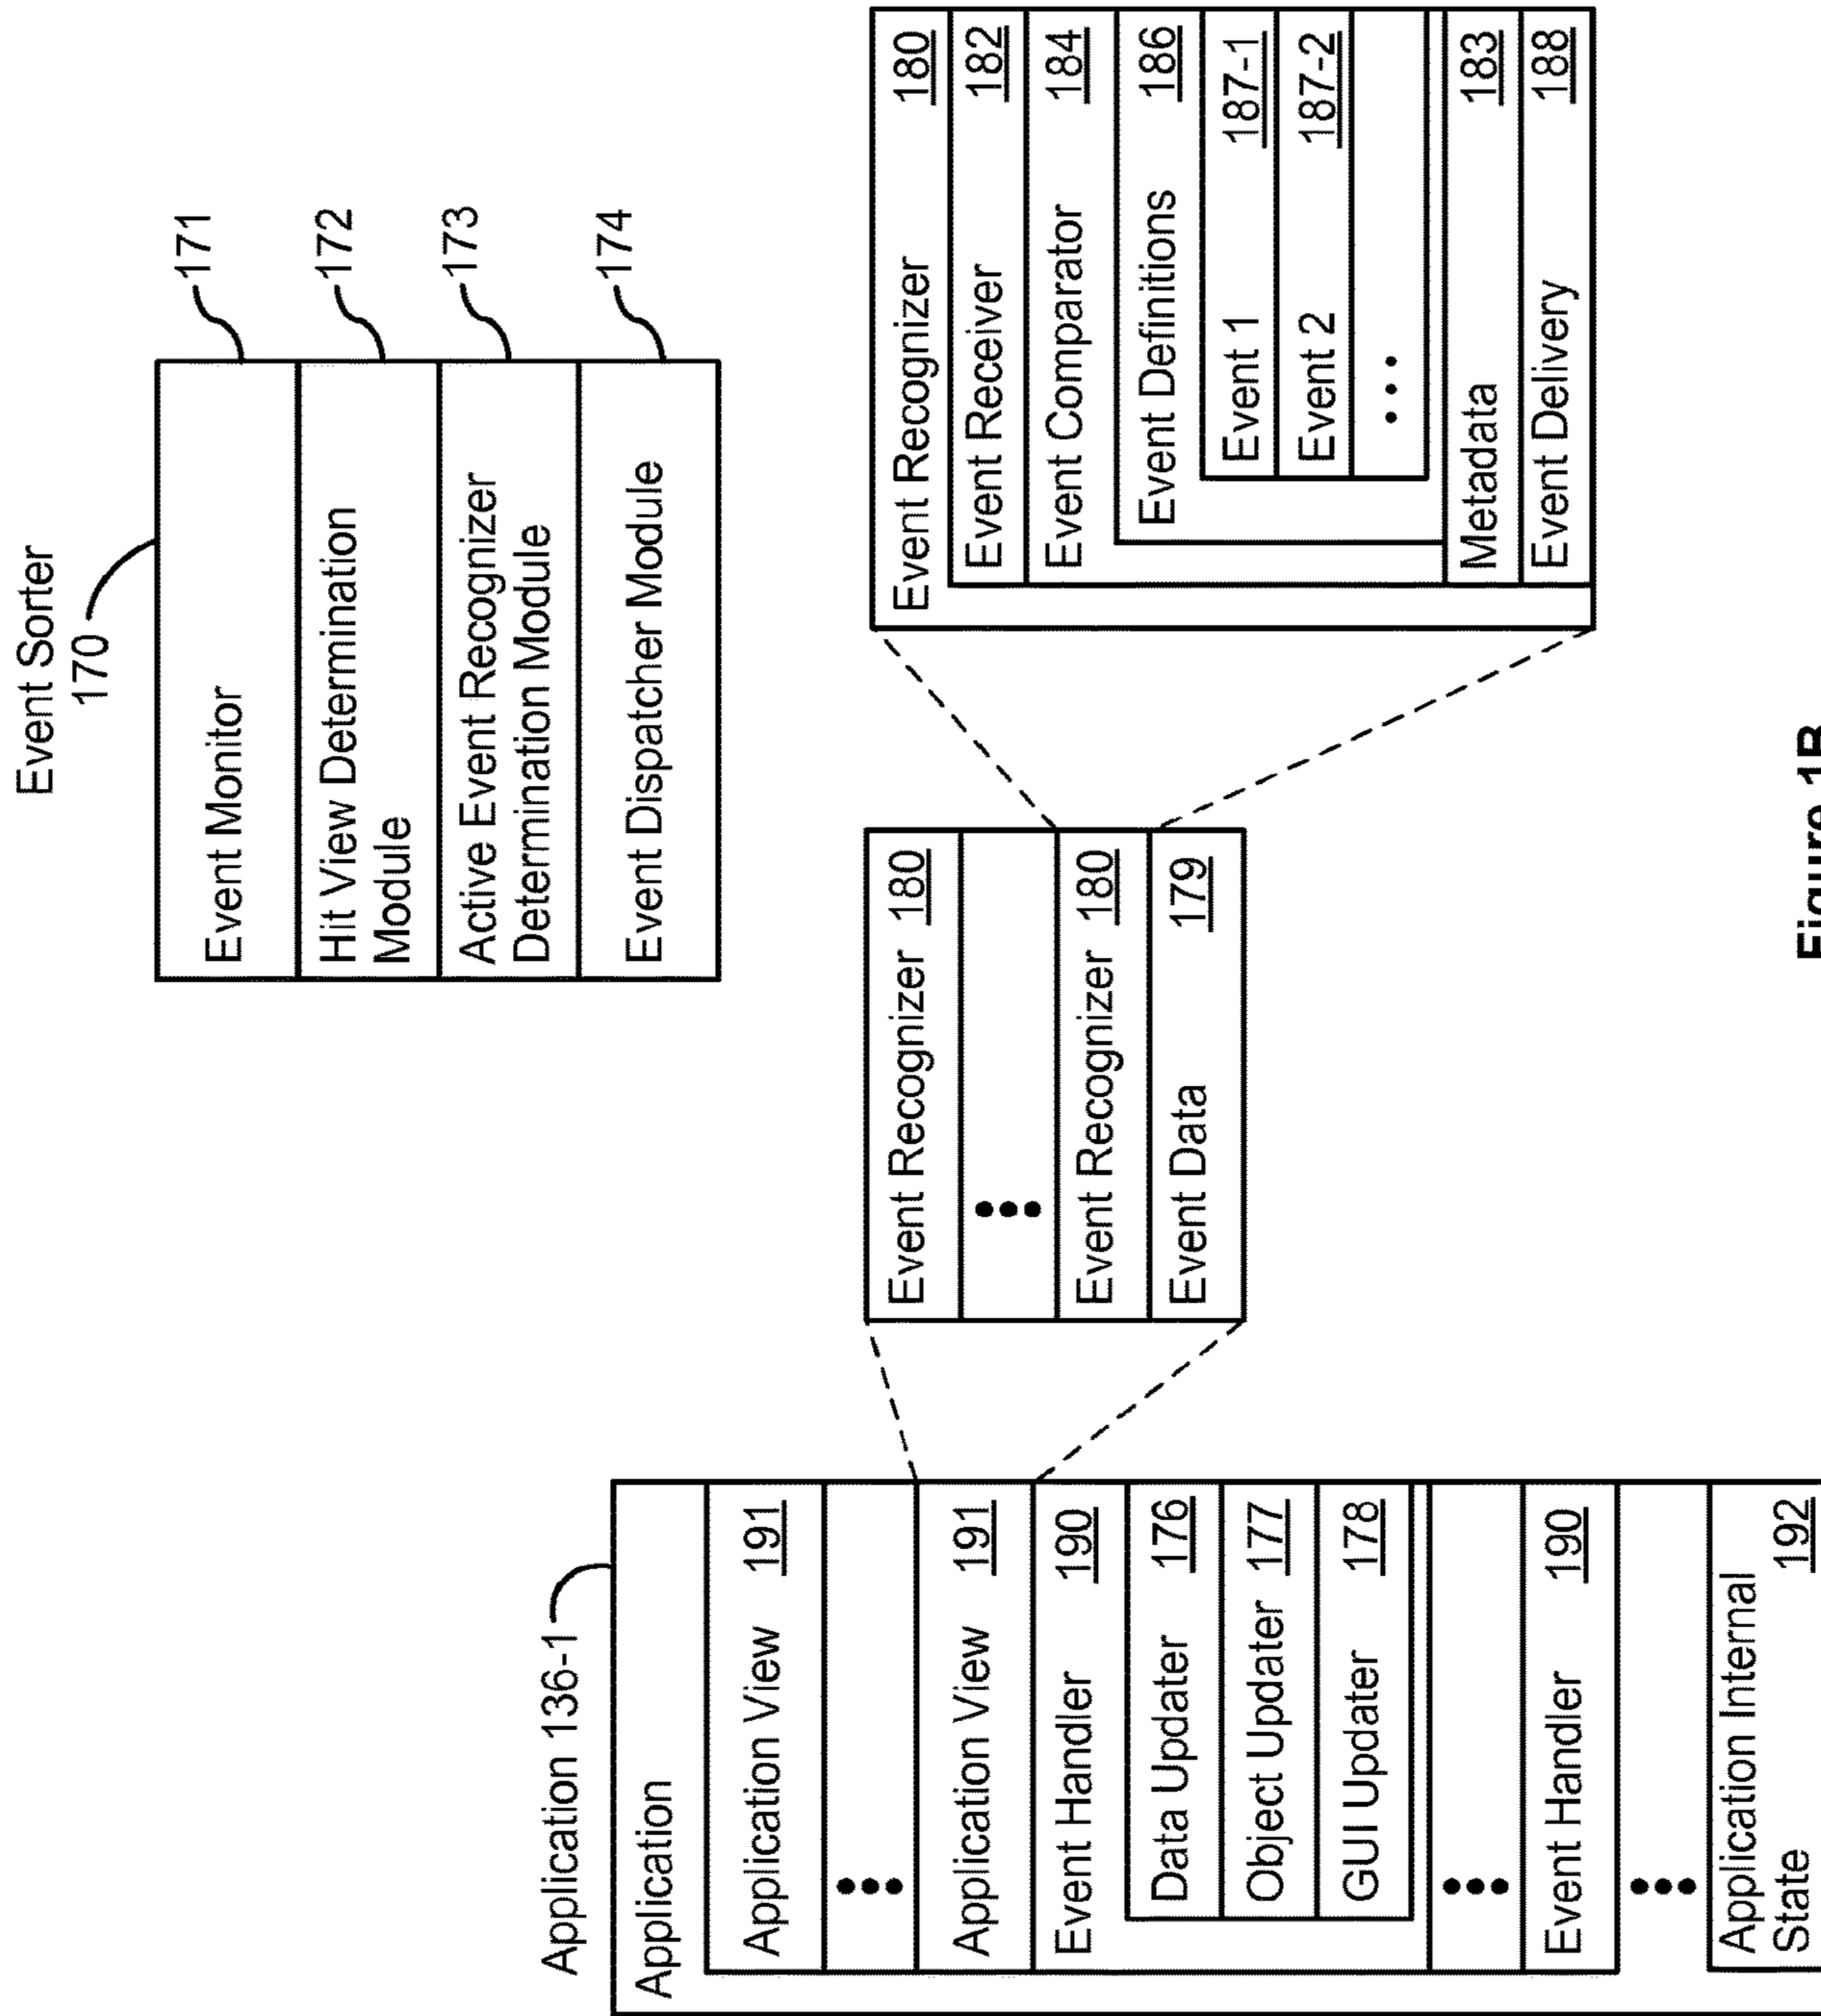 Event Sorter
170
Event Monitor
171
Hit View Determination
Module
172
Active Event Recognizer
Determination Module
173
Event Dispatcher Module
174
Application 136-1
Application
Application View 191
Application View 191
Event Handler 190
Data Updater 176
Object Updater 177
GUI Updater 178
Event Handler 190
Application Internal
State 192
Event Recognizer 180
Event Recognizer 180
Event Data 179
Event Recognizer 180
Event Receiver 182
Event Comparator 184
Event Definitions 186
Event 1 187-1
Event 2 187-2
Metadata 183
Event Delivery 188
Figure 1B